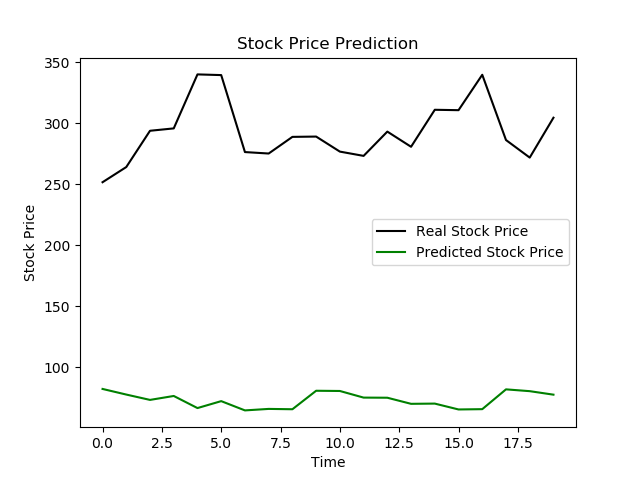 Stock Price Prediction
350
300
250
200
150
100
Stock Price
Real Stock Price
Predicted Stock Price
0.0 2.5 5.0 7.5 10.0 12.5 15.0 17.5
Time